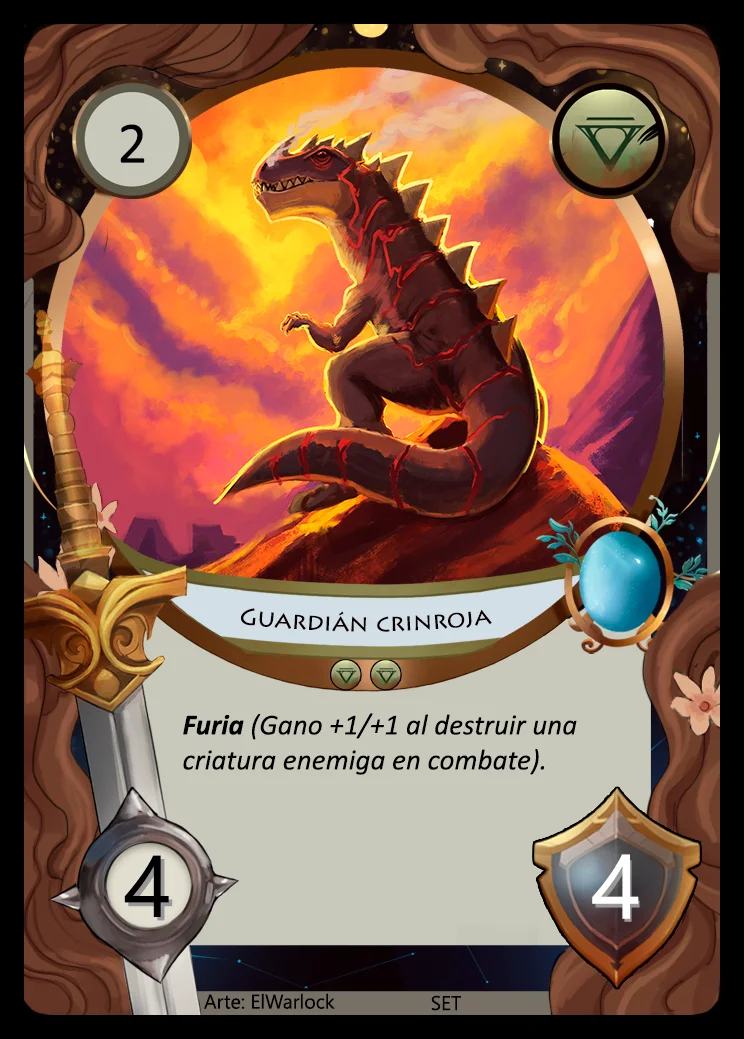 2
GUARDIÁN CRINROJA
Furia (Gano +1/+1 al destruir una
criatura enemiga en combate).
4
4
Arte: ElWarlock SET